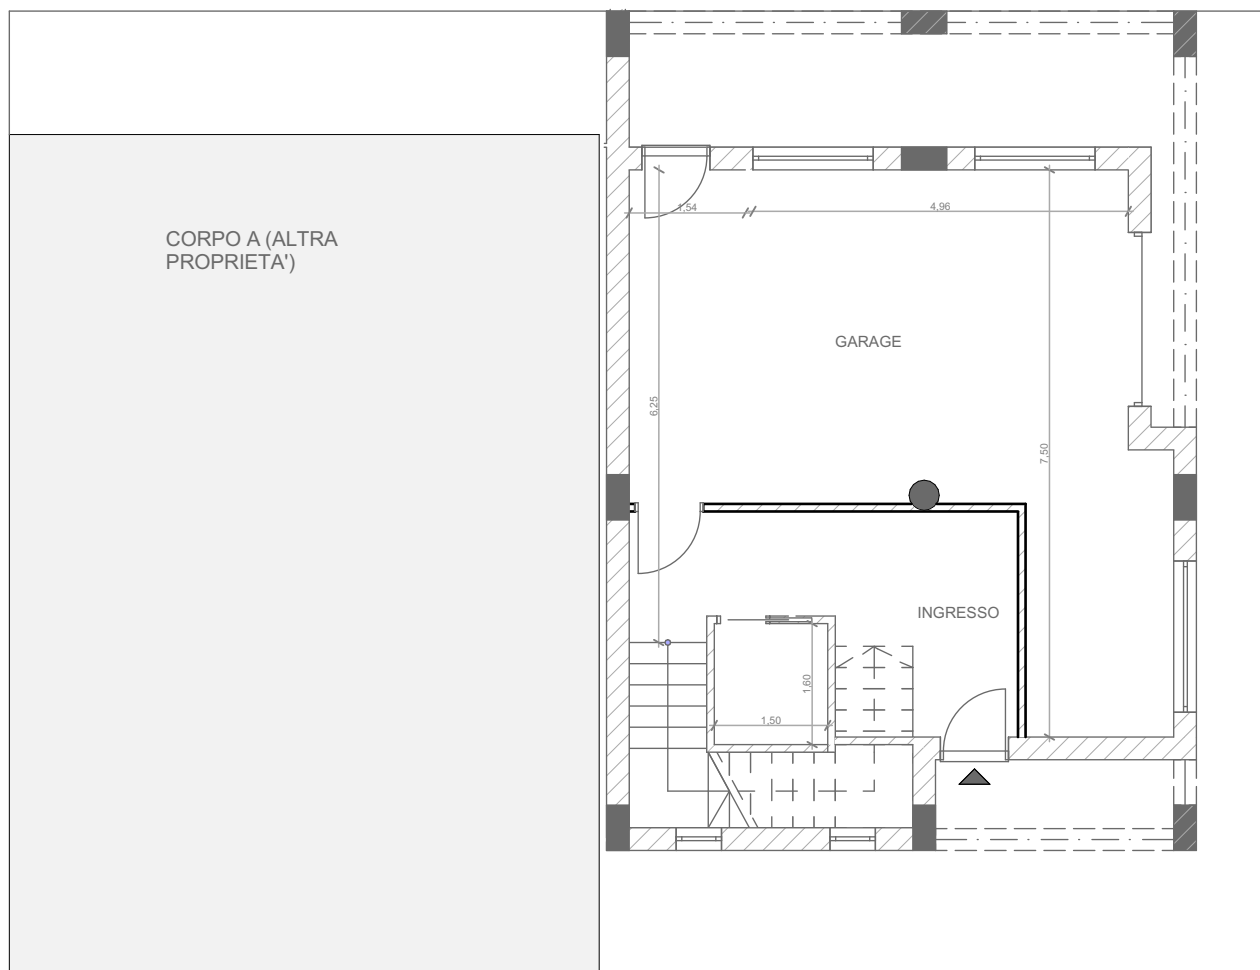 1,54
4,96
CORPO A (ALTRA
PROPRIETA')
GARAGE
6,25
7,50
INGRESSO
1,60
1,50